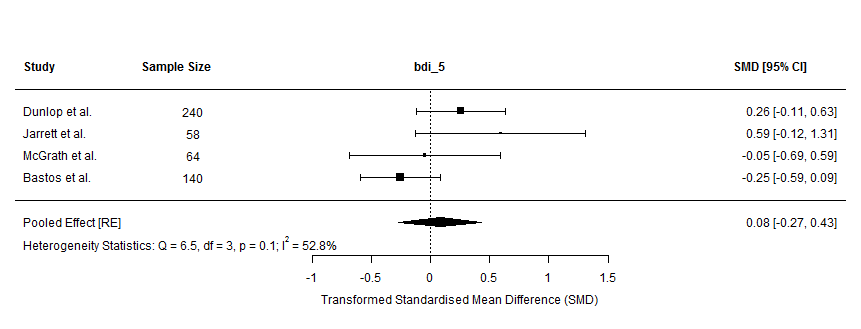 Study Sample Size bdi_5 SMD [95% CI]
Dunlop et al. 240 0.26 [-0.11, 0.63]
Jarrett et al. 58 0.59 [-0.12, 1.31]
McGrath et al. 64 -0.05 [-0.69, 0.59]
Bastos et al. 140 -0.25 [-0.59, 0.09]
Pooled Effect [RE] 0.08 [-0.27, 0.43]
Heterogeneity Statistics: Q = 6.5, df = 3, p = 0.1; I² = 52.8%
-1 -0.5 0 0.5 1 1.5
Transformed Standardised Mean Difference (SMD)